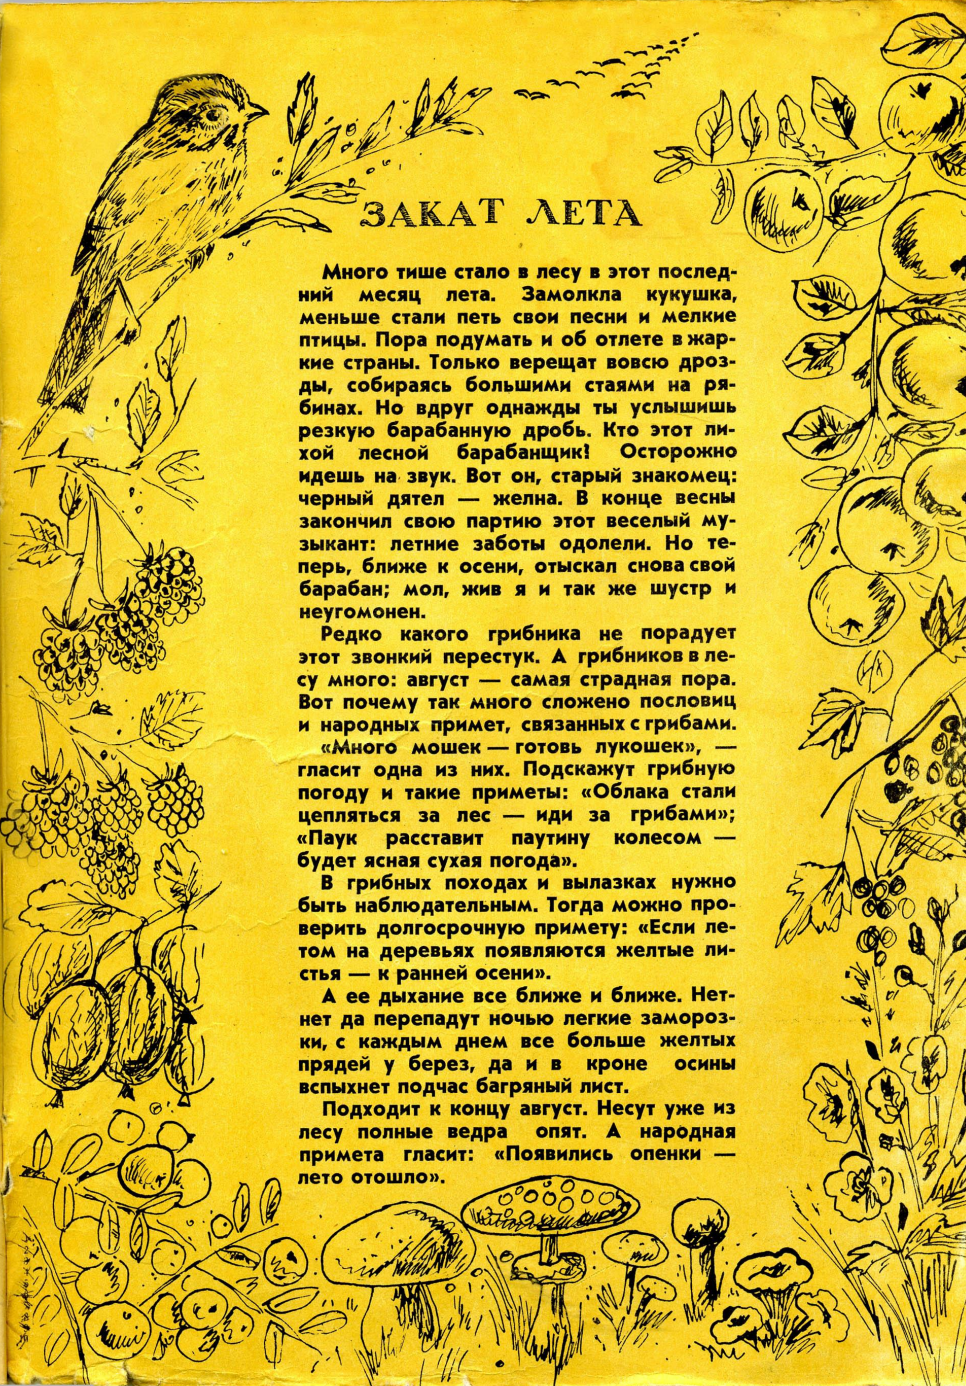 ЗАКАТ ЛЕТА
Много тише стало в лесу в этот послед-
ний месяц лета. Замолкла кукушка,
меньше стали петь свои песни и мелкие
птицы. Пора подумать и об отлете в жар-
кие страны. Только верещат вовсю дроз-
ды, собираясь большими стаями на ря-
бинах. Но вдруг однажды ты услышишь
резкую барабанную дробь. Кто этот ли-
хой лесной барабанщик? Осторожно
идешь на звук. Вот он, старый знакомец:
черный дятел — желна. В конце весны
закончил свою партию этот веселый му-
зыкант: летние заботы одолели. Но те-
перь, ближе к осени, отыскал снова свой
барабан; мол, жив я и так же шустр и
неугомонен.
Редко какого грибника не порадует
этот звонкий перестук. А грибников в ле-
су много: август — самая страдная пора.
Вот почему так много сложено пословиц
и народных примет, связанных с грибами.
«Много мошек — готовь лукошек», —
гласит одна из них. Подскажут грибную
погоду и такие приметы: «Облака стали
цепляться за лес — иди за грибами»;
«Паук расставит паутину колесом —
будет ясная сухая погода».
В грибных походах и вылазках нужно
быть наблюдательным. Тогда можно про-
верить долгосрочную примету: «Если ле-
том на деревьях появляются желтые ли-
стья — к ранней осени».
А ее дыхание все ближе и ближе. Нет-
нет да перепадут ночью легкие замороз-
ки, с каждым днем все больше желтых
прядей у берез, да и в кроне осины
вспыхнет подчас багряный лист.
Подходит к концу август. Несут уже из
лесу полные ведра опят. А народная
примета гласит: «Появились опенки —
лето отошло».